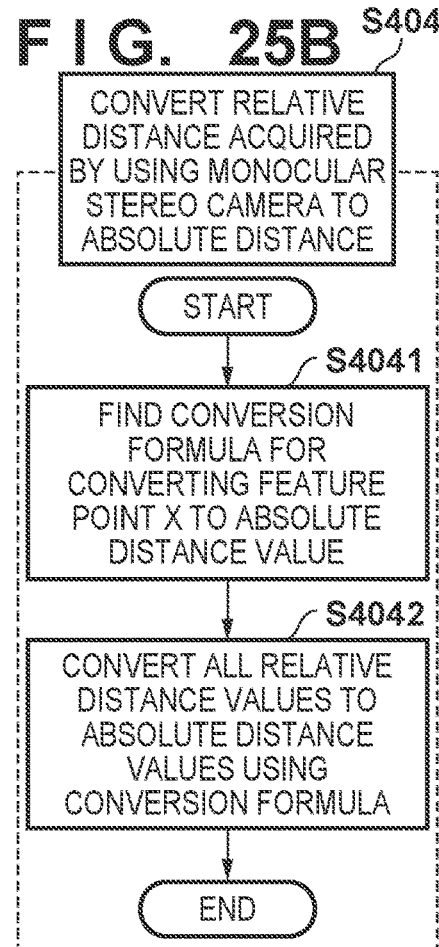 FIG. 25B
S404
CONVERT RELATIVE
DISTANCE ACQUIRED
BY USING MONOCULAR
STEREO CAMERA TO
ABSOLUTE DISTANCE
START
S4041
FIND CONVERSION
FORMULA FOR
CONVERTING FEATURE
POINT X TO ABSOLUTE
DISTANCE VALUE
S4042
CONVERT ALL RELATIVE
DISTANCE VALUES TO
ABSOLUTE DISTANCE
VALUES USING
CONVERSION FORMULA
END